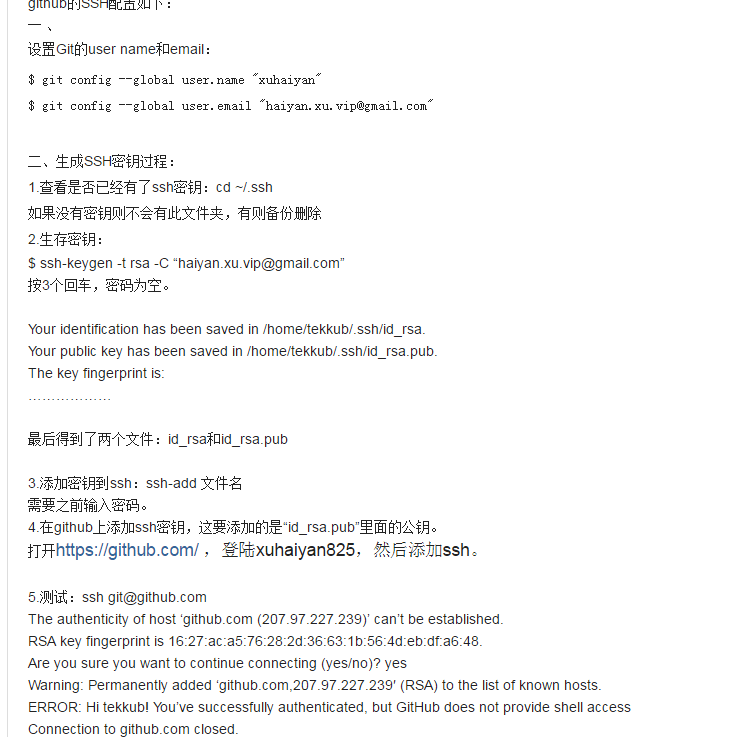 github的SSH配置如下：
一 、
设置Git的user name和email：
$ git config --global user.name "xuhaiyan"
$ git config --global user.email "haiyan.xu.vip@gmail.com"
二、生成SSH密钥过程：
1.查看是否已经有了ssh密钥：cd ~/.ssh
如果没有密钥则不会有此文件夹，有则备份删除
2.生存密钥：
$ ssh-keygen -t rsa -C “haiyan.xu.vip@gmail.com”
按3个回车，密码为空。
Your identification has been saved in /home/tekkub/.ssh/id_rsa.
Your public key has been saved in /home/tekkub/.ssh/id_rsa.pub.
The key fingerprint is:
………………
最后得到了两个文件：id_rsa和id_rsa.pub
3.添加密钥到ssh：ssh-add 文件名
需要之前输入密码。
4.在github上添加ssh密钥，这要添加的是“id_rsa.pub”里面的公钥。
打开https://github.com/ ， 登陆xuhaiyan825， 然后添加ssh。
5.测试：ssh git@github.com
The authenticity of host ‘github.com (207.97.227.239)’ can’t be established.
RSA key fingerprint is 16:27:ac:a5:76:28:2d:36:63:1b:56:4d:eb:df:a6:48.
Are you sure you want to continue connecting (yes/no)? yes
Warning: Permanently added ‘github.com,207.97.227.239′ (RSA) to the list of known hosts.
ERROR: Hi tekkub! You’ve successfully authenticated, but GitHub does not provide shell access
Connection to github.com closed.